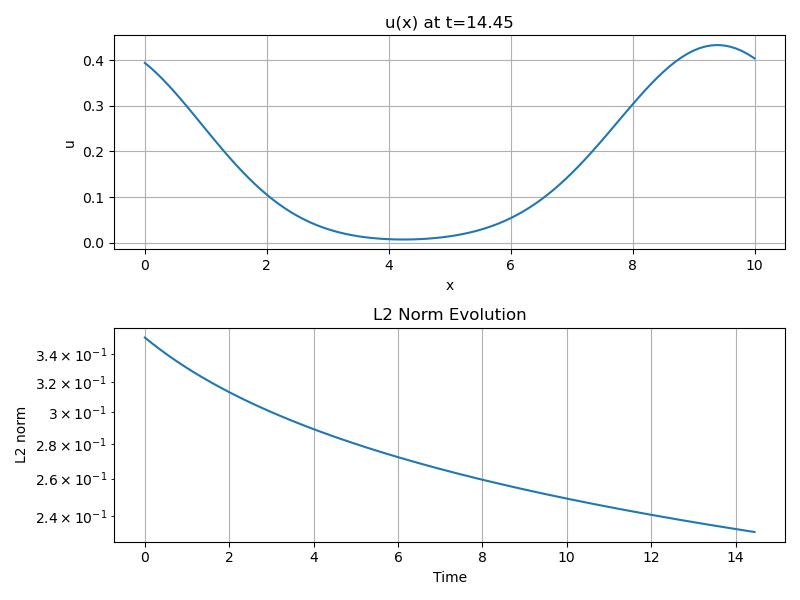 u(x) at t=14.45
0.4
0.3
0.2
0.1
0.0
u
0 2 4 6 8 10
x
L2 Norm Evolution
3.4 × 10⁻¹
3.2 × 10⁻¹
3 × 10⁻¹
2.8 × 10⁻¹
2.6 × 10⁻¹
2.4 × 10⁻¹
L2 norm
0 2 4 6 8 10 12 14
Time